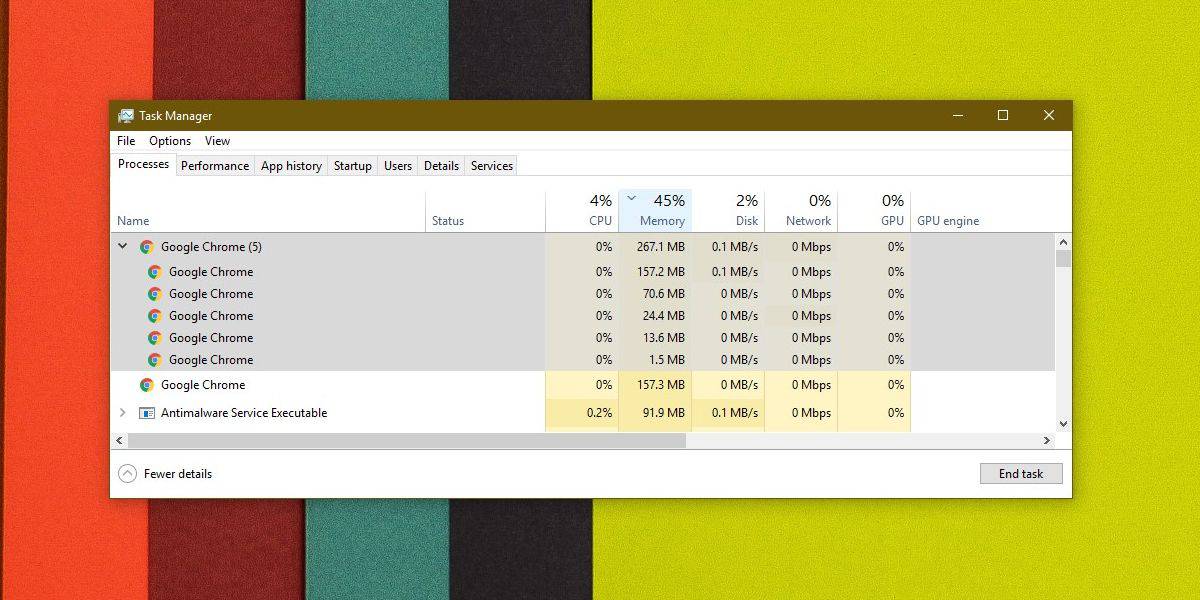 Task Manager
File Options View
Processes Performance App history Startup Users Details Services
4% 45% 2% 0% 0%
Name Status CPU Memory Disk Network GPU GPU engine
Google Chrome (5) 0% 267.1 MB 0.1 MB/s 0 Mbps 0%
Google Chrome 0% 157.2 MB 0.1 MB/s 0 Mbps 0%
Google Chrome 0% 70.6 MB 0 MB/s 0 Mbps 0%
Google Chrome 0% 24.4 MB 0 MB/s 0 Mbps 0%
Google Chrome 0% 13.6 MB 0 MB/s 0 Mbps 0%
Google Chrome 0% 1.5 MB 0 MB/s 0 Mbps 0%
Google Chrome 0% 157.3 MB 0 MB/s 0 Mbps 0%
Antimalware Service Executable 0.2% 91.9 MB 0.1 MB/s 0 Mbps 0%
Fewer details End task